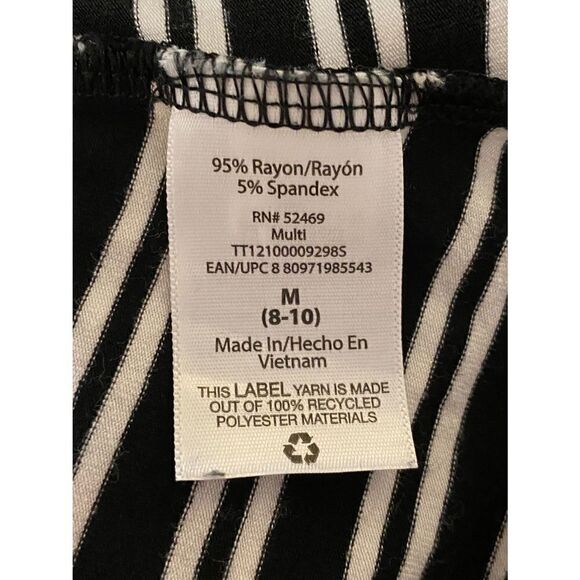 95% Rayon/Rayón
5% Spandex
RN# 52469
Multi
TT12100009298S
EAN/UPC 8 80971985543
M
(8-10)
Made In/Hecho En
Vietnam
THIS LABEL YARN IS MADE
OUT OF 100% RECYCLED
POLYESTER MATERIALS